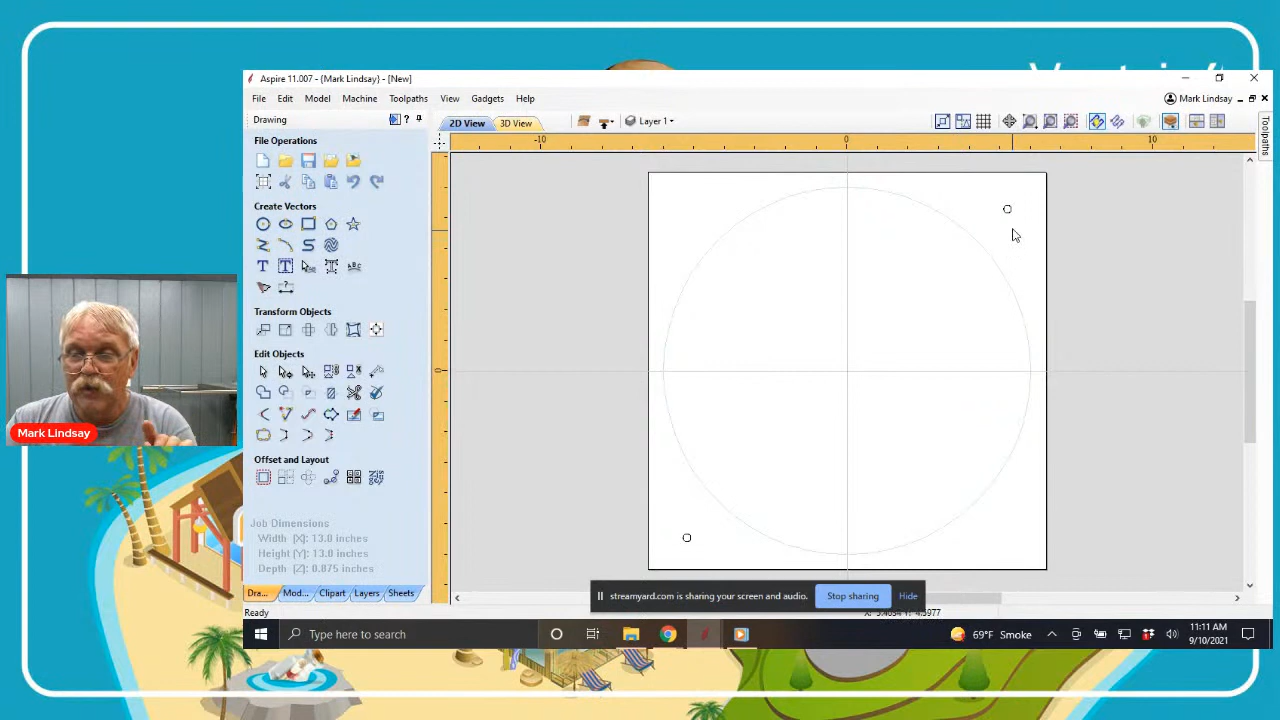 Aspire 11.007 - {Mark Lindsay} - [New]
File Edit Model Machine Toolpaths View Gadgets Help
Mark Lindsay
Drawing ?
2D View 3D View
Layer 1
-10 0 10
Toolpaths
File Operations
Create Vectors
Transform Objects
Edit Objects
0
Mark Lindsay
Offset and Layout
Job Dimensions
Width (X): 13.0 inches
Height (Y): 13.0 inches
Depth (Z): 0.875 inches
Dra... Mod... Clipart Layers Sheets
streamyard.com is sharing your screen and audio. Stop sharing Hide
Ready
Type here to search
69°F Smoke
11:11 AM
9/10/2021